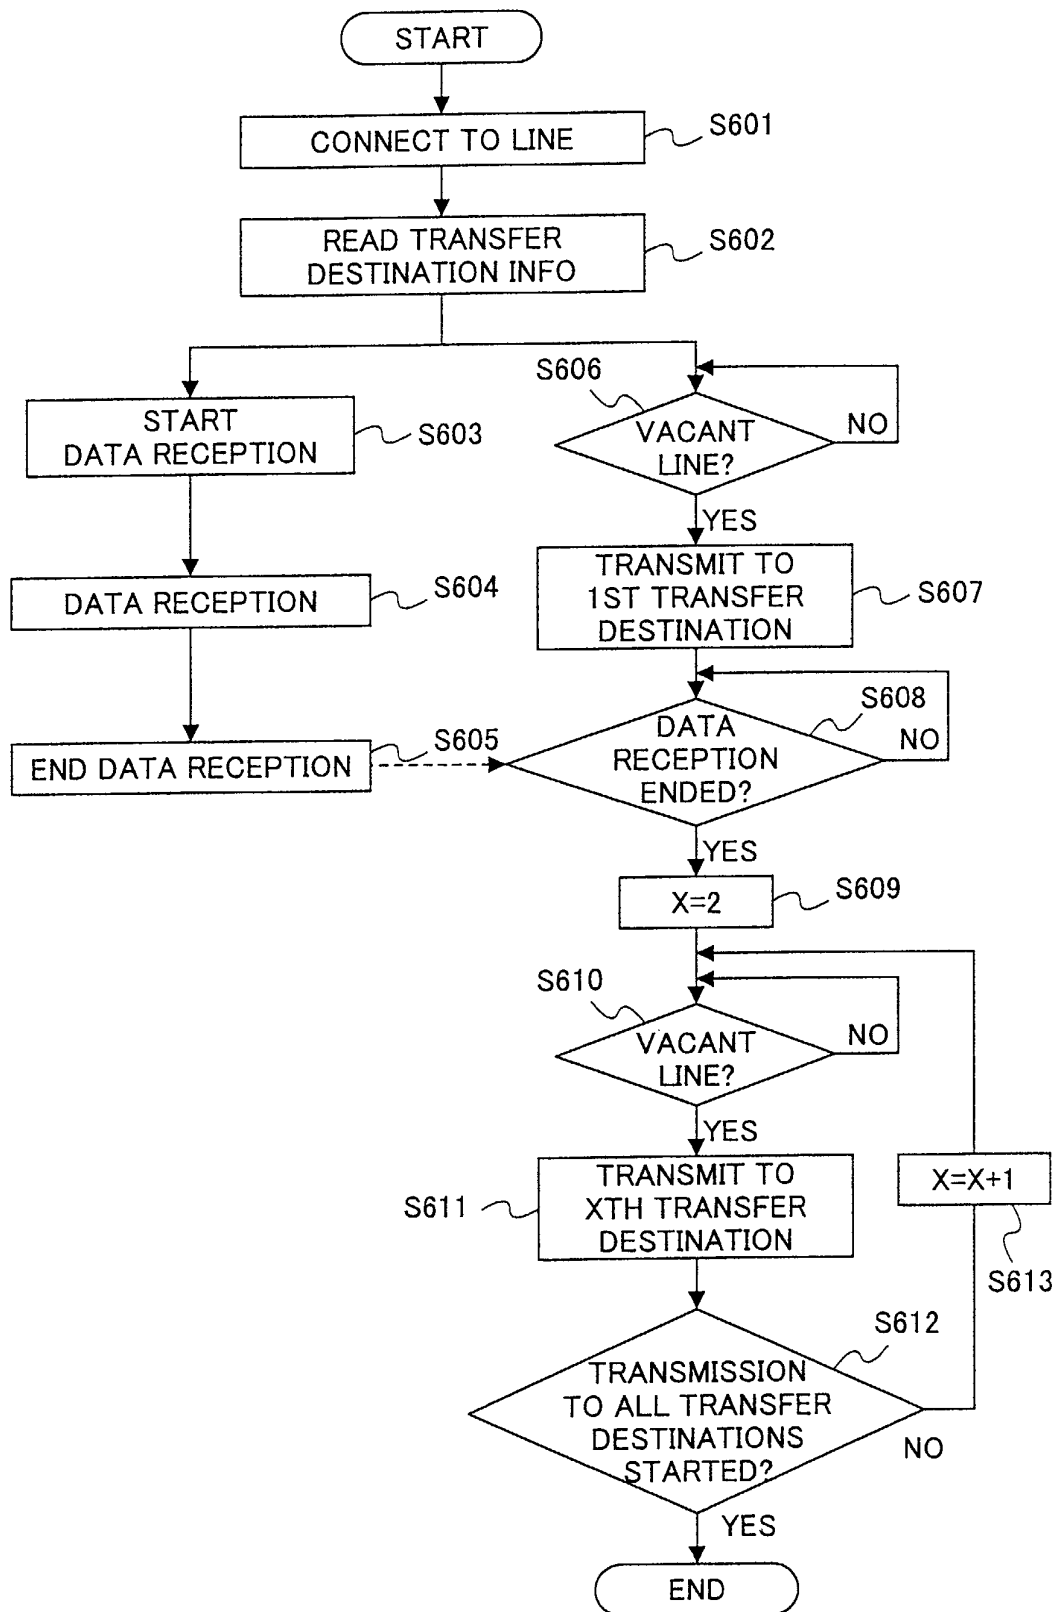 START
CONNECT TO LINE
S601
READ TRANSFER
DESTINATION INFO
S602
START
DATA RECEPTION
S603
S606
VACANT
LINE?
NO
YES
DATA RECEPTION
S604
TRANSMIT TO
1ST TRANSFER
DESTINATION
S607
END DATA RECEPTION
S605
DATA
RECEPTION
ENDED?
S608
NO
YES
X=2
S609
S610
VACANT
LINE?
NO
YES
S611
TRANSMIT TO
XTH TRANSFER
DESTINATION
X=X+1
S613
S612
TRANSMISSION
TO ALL TRANSFER
DESTINATIONS
STARTED?
NO
YES
END